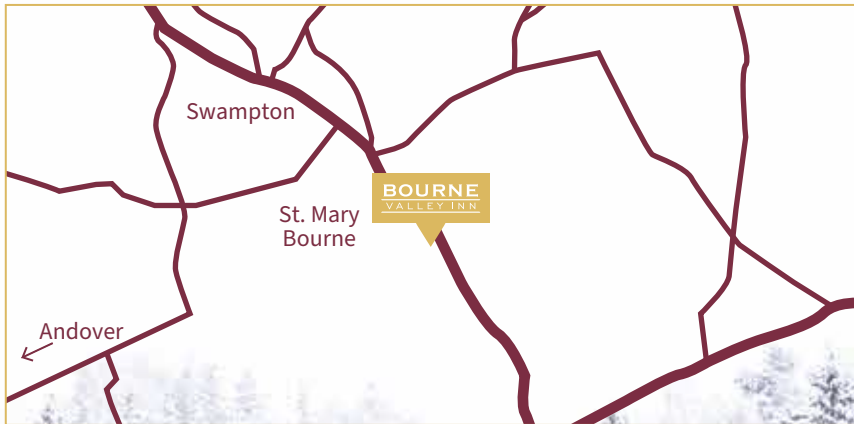 Swampton
BOURNE
VALLEY INN
St. Mary
Bourne
Andover